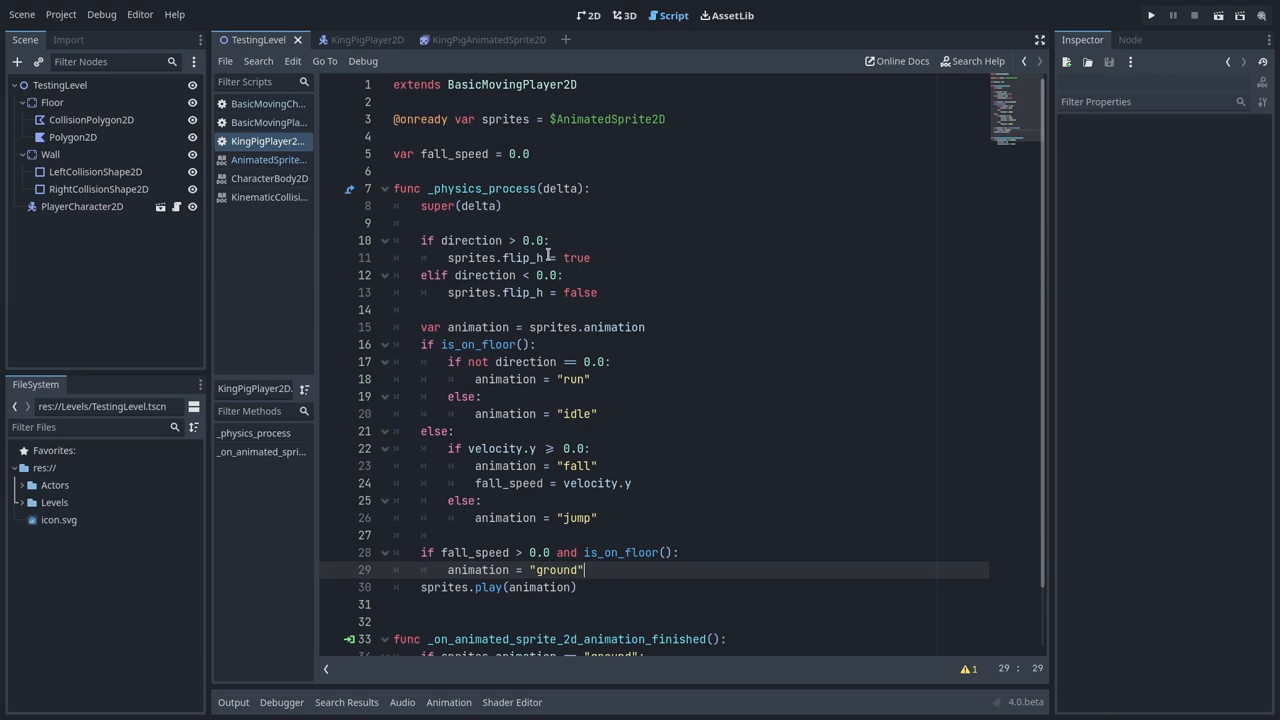 Scene Project Debug Editor Help
2D 3D Script AssetLib
Scene Import
Filter Nodes
TestingLevel
Floor
CollisionPolygon2D
Polygon2D
Wall
LeftCollisionShape2D
RightCollisionShape2D
PlayerCharacter2D
FileSystem
res://Levels/TestingLevel.tscn
Filter Files
Favorites:
res://
Actors
Levels
icon.svg
TestingLevel KingPigPlayer2D KingPigAnimatedSprite2D
File Search Edit Go To Debug
Online Docs Search Help
Filter Scripts
BasicMovingCh...
BasicMovingPla...
KingPigPlayer2...
AnimatedSprite...
CharacterBody2D
KinematicCollisi...
KingPigPlayer2D.
Filter Methods
_physics_process
_on_animated_spri...
1 extends BasicMovingPlayer2D
2
3 @onready var sprites = $AnimatedSprite2D
4
5 var fall_speed = 0.0
6
7 func _physics_process(delta):
8 super(delta)
9
10 if direction > 0.0:
11 sprites.flip_h = true
12 elif direction < 0.0:
13 sprites.flip_h = false
14
15 var animation = sprites.animation
16 if is_on_floor():
17 if not direction == 0.0:
18 animation = "run"
19 else:
20 animation = "idle"
21 else:
22 if velocity.y >= 0.0:
23 animation = "fall"
24 fall_speed = velocity.y
25 else:
26 animation = "jump"
27
28 if fall_speed > 0.0 and is_on_floor():
29 animation = "ground"
30 sprites.play(animation)
31
32
33 func _on_animated_sprite_2d_animation_finished():
34 if sprites.animation == "ground":
1 29 : 29
Output Debugger Search Results Audio Animation Shader Editor
4.0.beta
Inspector Node
Filter Properties